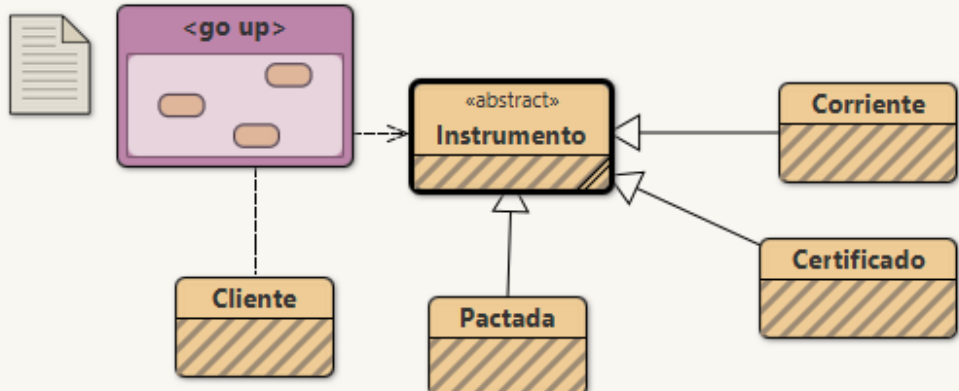 <go up>
«abstract»
Instrumento
Corriente
Certificado
Cliente
Pactada